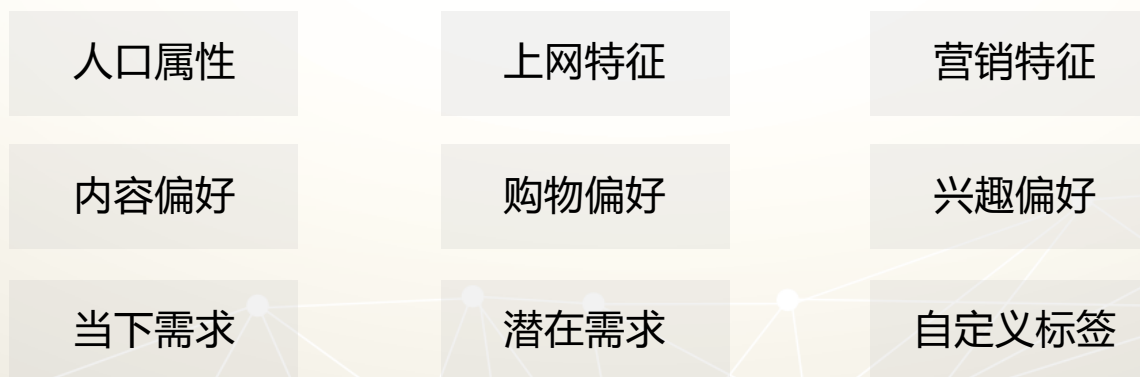 人口属性
上网特征
营销特征
内容偏好
购物偏好
兴趣偏好
当下需求
潜在需求
自定义标签